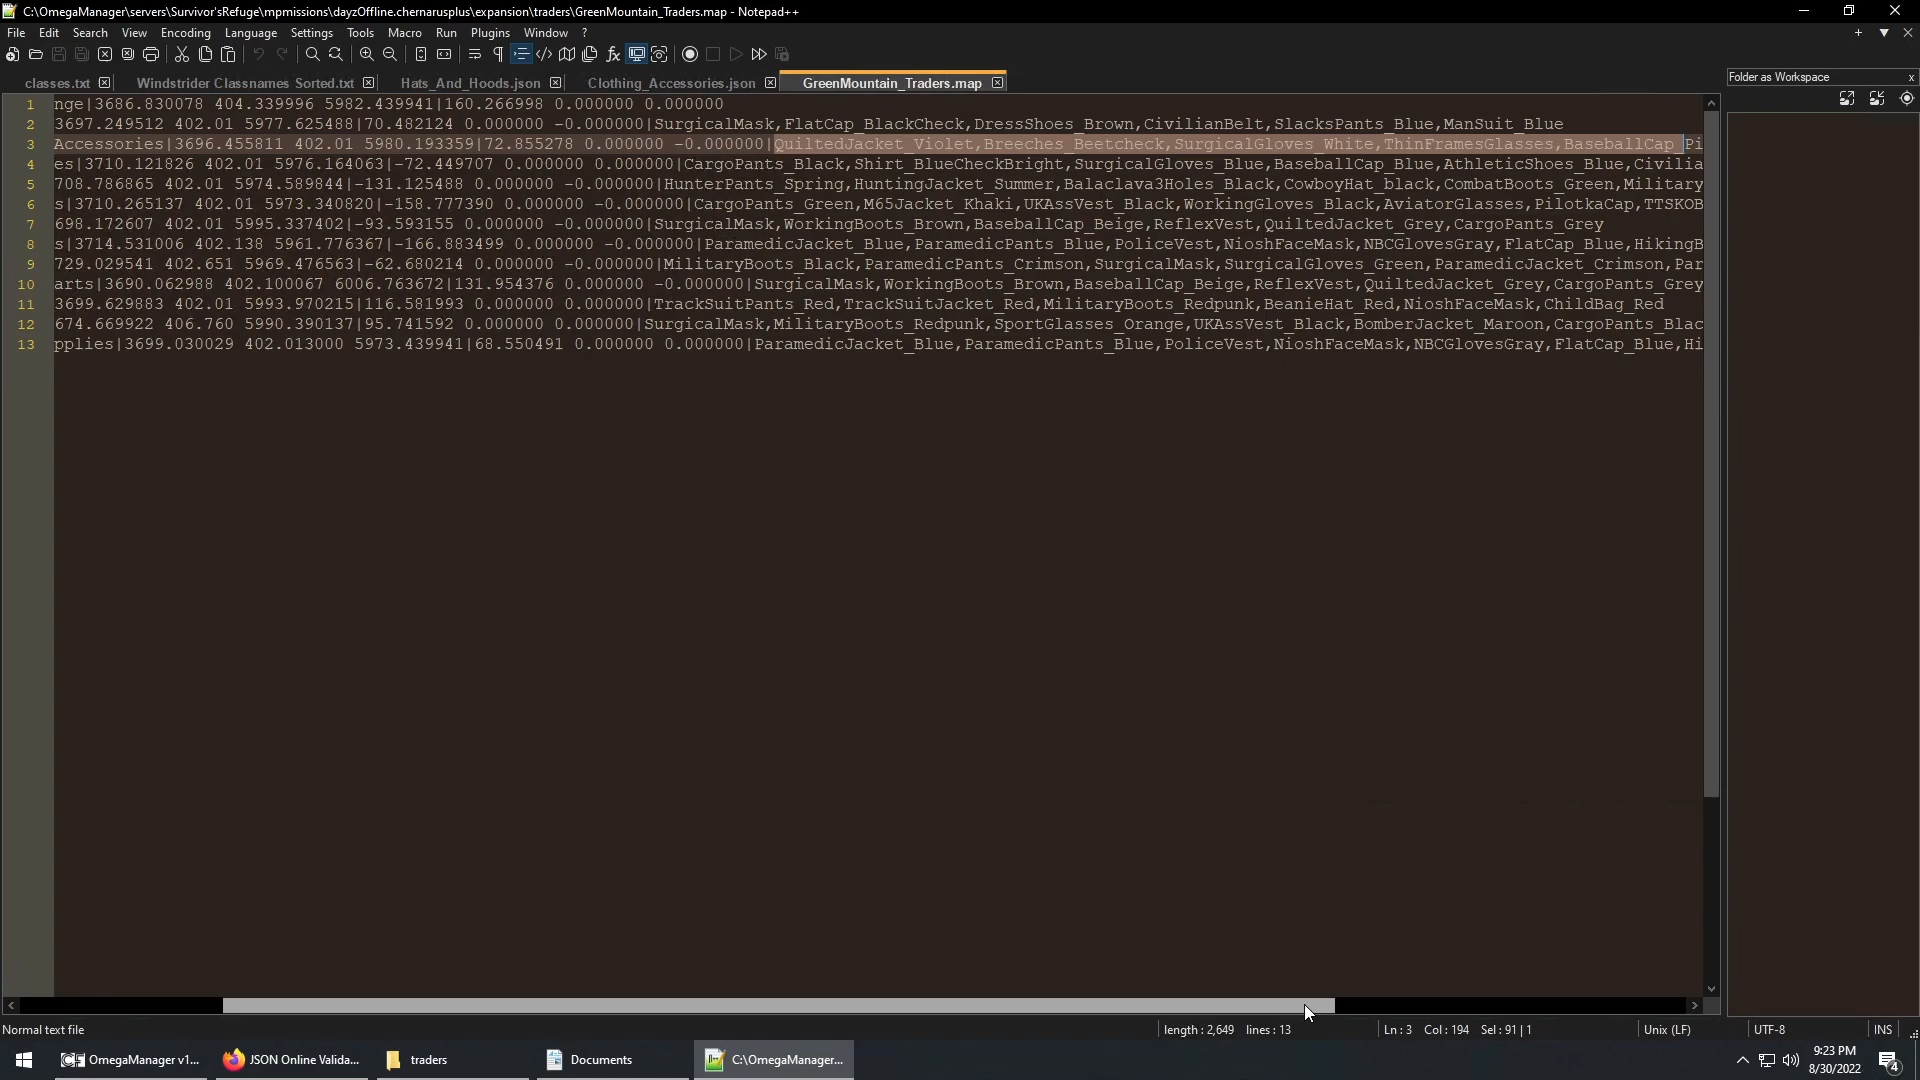 C:\OmegaManager\servers\Survivor'sRefuge\mpmissions\dayzOffline.chernarusplus\expansion\traders\GreenMountain_Traders.map - Notepad++
File Edit Search View Encoding Language Settings Tools Macro Run Plugins Window ?
classes.txt Windstrider Classnames Sorted.txt Hats_And_Hoods.json Clothing_Accessories.json GreenMountain_Traders.map
Folder as Workspace
1 nge|3686.830078 404.339996 5982.439941|160.266998 0.000000 0.000000
2 3697.249512 402.01 5977.625488|70.482124 0.000000 -0.000000|SurgicalMask,FlatCap_BlackCheck,DressShoes_Brown,CivilianBelt,SlacksPants_Blue,ManSuit_Blue
3 Accessories|3696.455811 402.01 5980.193359|72.855278 0.000000 -0.000000|QuiltedJacket_Violet,Breeches_Beetcheck,SurgicalGloves_White,ThinFramesGlasses,BaseballCap_Pi
4 es|3710.121826 402.01 5976.164063|-72.449707 0.000000 0.000000|CargoPants_Black,Shirt_BlueCheckBright,SurgicalGloves_Blue,BaseballCap_Blue,AthleticShoes_Blue,Civilia
5 708.786865 402.01 5974.589844|-131.125488 0.000000 -0.000000|HunterPants_Spring,HuntingJacket_Summer,Balaclava3Holes_Black,CowboyHat_black,CombatBoots_Green,Military
6 s|3710.265137 402.01 5973.340820|-158.777390 0.000000 -0.000000|CargoPants_Green,M65Jacket_Khaki,UKAssVest_Black,WorkingGloves_Black,AviatorGlasses,PilotkaCap,TTSKOB
7 698.172607 402.01 5995.337402|-93.593155 0.000000 -0.000000|SurgicalMask,WorkingBoots_Brown,BaseballCap_Beige,ReflexVest,QuiltedJacket_Grey,CargoPants_Grey
8 s|3714.531006 402.138 5961.776367|-166.883499 0.000000 -0.000000|ParamedicJacket_Blue,ParamedicPants_Blue,PoliceVest,NioshFaceMask,NBCGlovesGray,FlatCap_Blue,HikingB
9 729.029541 402.651 5969.476563|-62.680214 0.000000 -0.000000|MilitaryBoots_Black,ParamedicPants_Crimson,SurgicalMask,SurgicalGloves_Green,ParamedicJacket_Crimson,Par
10 arts|3690.062988 402.100067 6006.763672|131.954376 0.000000 -0.000000|SurgicalMask,WorkingBoots_Brown,BaseballCap_Beige,ReflexVest,QuiltedJacket_Grey,CargoPants_Grey
11 3699.629883 402.01 5993.970215|116.581993 0.000000 0.000000|TrackSuitPants_Red,TrackSuitJacket_Red,MilitaryBoots_Redpunk,BeanieHat_Red,NioshFaceMask,ChildBag_Red
12 674.669922 406.760 5990.390137|95.741592 0.000000 0.000000|SurgicalMask,MilitaryBoots_Redpunk,SportGlasses_Orange,UKAssVest_Black,BomberJacket_Maroon,CargoPants_Blac
13 pplies|3699.030029 402.013000 5973.439941|68.550491 0.000000 0.000000|ParamedicJacket_Blue,ParamedicPants_Blue,PoliceVest,NioshFaceMask,NBCGlovesGray,FlatCap_Blue,Hi
Normal text file length : 2,649 lines : 13 Ln : 3 Col : 194 Sel : 91 | 1 Unix (LF) UTF-8 INS
OmegaManager v1... JSON Online Valida... traders Documents C:\OmegaManager... 9:23 PM
8/30/2022 4